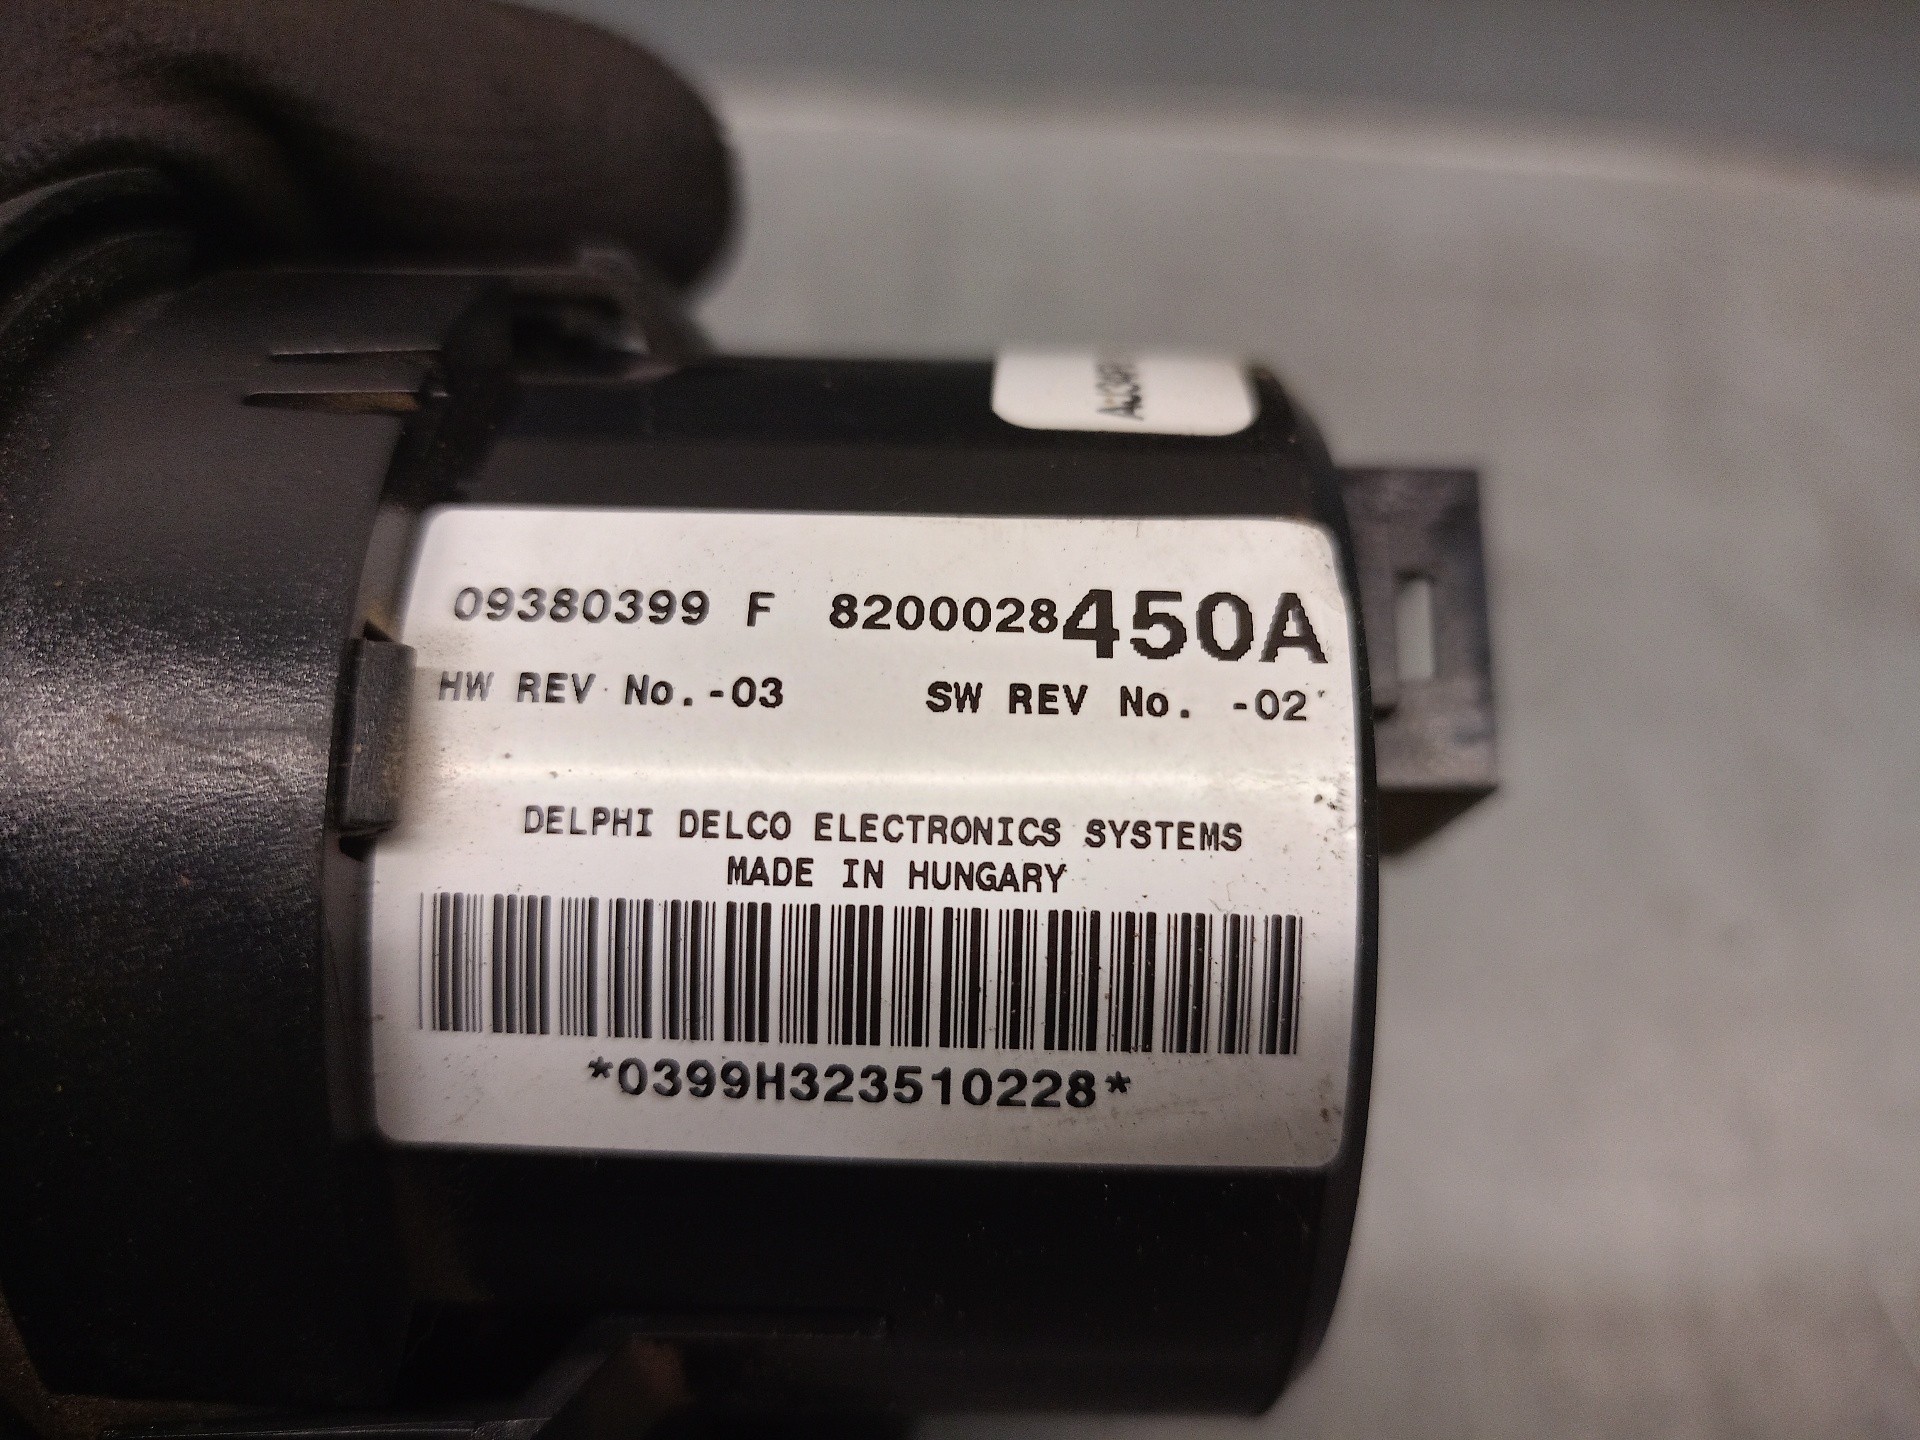 09380399 F 8200028450A
HW REV No.-03 SW REV No. -02
DELPHI DELCO ELECTRONICS SYSTEMS
MADE IN HUNGARY
*0399H323510228*